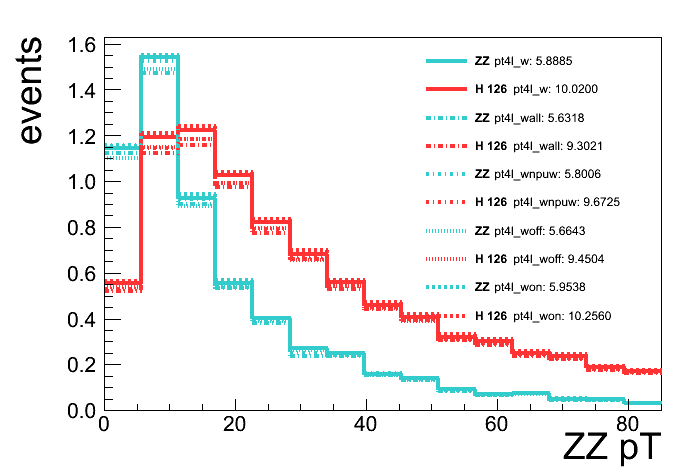 events
1.6
1.4
1.2
1.0
0.8
0.6
0.4
0.2
0.0
0 20 40 60 80
ZZ pT
ZZ pt4l_w: 5.8885
H 126 pt4l_w: 10.0200
ZZ pt4l_wall: 5.6318
H 126 pt4l_wall: 9.3021
ZZ pt4l_wnpuw: 5.8006
H 126 pt4l_wnpuw: 9.6725
ZZ pt4l_woff: 5.6643
H 126 pt4l_woff: 9.4504
ZZ pt4l_won: 5.9538
H 126 pt4l_won: 10.2560